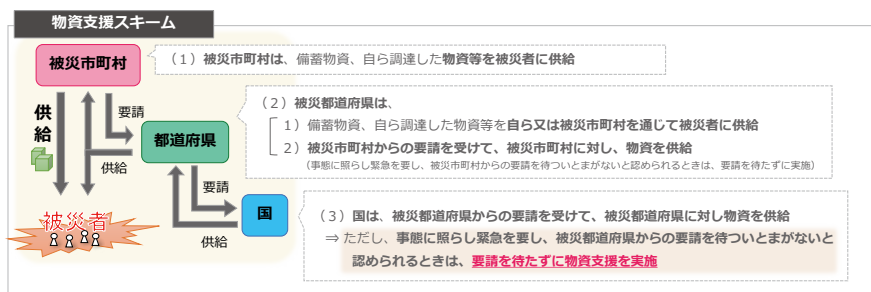 物資支援スキーム
被災市町村
（１）被災市町村は、備蓄物資、自ら調達した物資等を被災者に供給
供給
要請
都道府県
供給
（２）被災都道府県は、
１）備蓄物資、自ら調達した物資等を自ら又は被災市町村を通じて被災者に供給
２）被災市町村からの要請を受けて、被災市町村に対し、物資を供給
（事態に照らし緊急を要し、被災市町村からの要請を待ついとまがないと認められるときは、要請を待たずに実施）
要請
国
供給
被災者
（３）国は、被災都道府県からの要請を受けて、被災都道府県に対し物資を供給
⇒ ただし、事態に照らし緊急を要し、被災都道府県からの要請を待ついとまがないと
認められるときは、要請を待たずに物資支援を実施